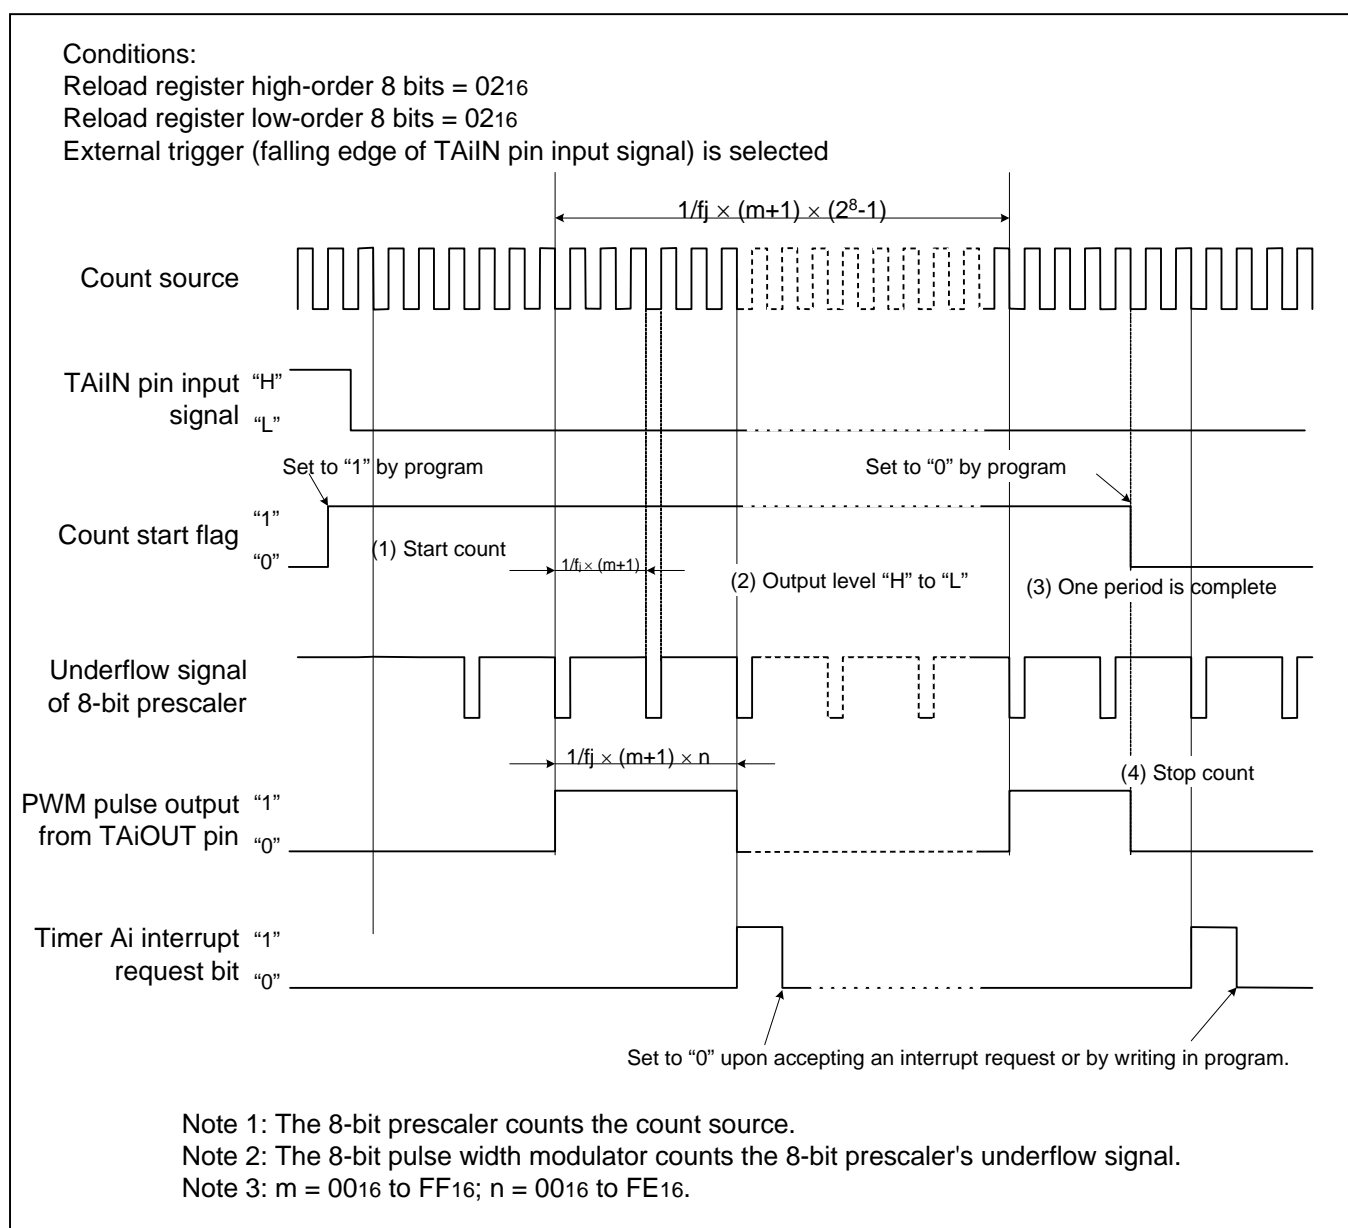 Conditions:
Reload register high-order 8 bits = 0216
Reload register low-order 8 bits = 0216
External trigger (falling edge of TAiIN pin input signal) is selected
1/fj × (m+1) × (2⁸-1)
Count source
TAiIN pin input
signal
“H”
“L”
Set to “1” by program
Set to “0” by program
Count start flag
“1”
“0”
(1) Start count
1/fj × (m+1)
(2) Output level “H” to “L”
(3) One period is complete
Underflow signal
of 8-bit prescaler
1/fj × (m+1) × n
(4) Stop count
PWM pulse output
from TAiOUT pin
“1”
“0”
Timer Ai interrupt
request bit
“1”
“0”
Set to “0” upon accepting an interrupt request or by writing in program.
Note 1: The 8-bit prescaler counts the count source.
Note 2: The 8-bit pulse width modulator counts the 8-bit prescaler's underflow signal.
Note 3: m = 0016 to FF16; n = 0016 to FE16.